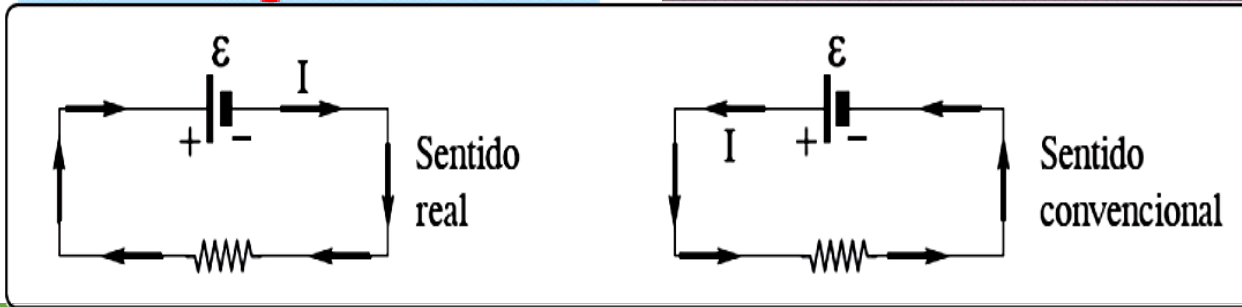 ε
I
+ −
Sentido
real
ε
I
+ −
Sentido
convencional